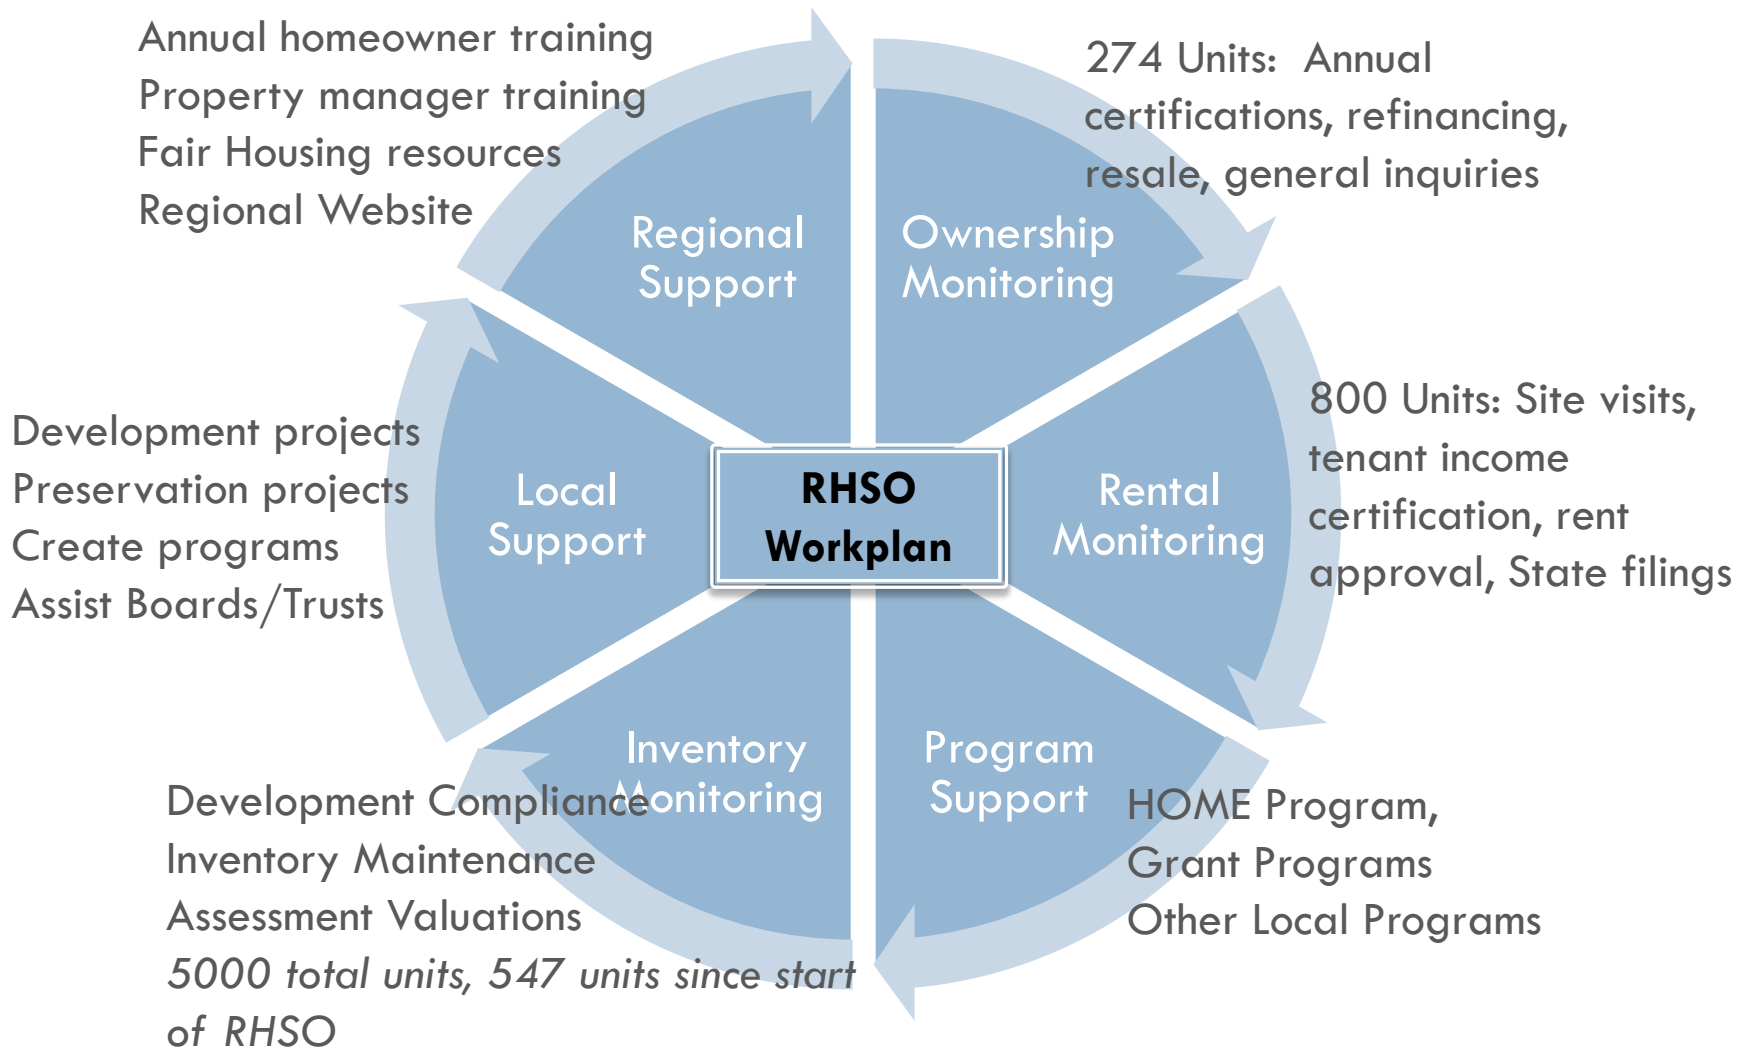 Annual homeowner training
Property manager training
Fair Housing resources
Regional Website
274 Units:  Annual
certifications, refinancing,
resale, general inquiries
Regional
Support
Ownership
Monitoring
800 Units: Site visits,
tenant income
certification, rent
approval, State filings
Development projects
Preservation projects
Create programs
Assist Boards/Trusts
Local
Support
RHSO
Workplan
Rental
Monitoring
Inventory
Monitoring
Program
Support
Development Compliance
Inventory Maintenance
Assessment Valuations
5000 total units, 547 units since start
of RHSO
HOME Program,
Grant Programs
Other Local Programs